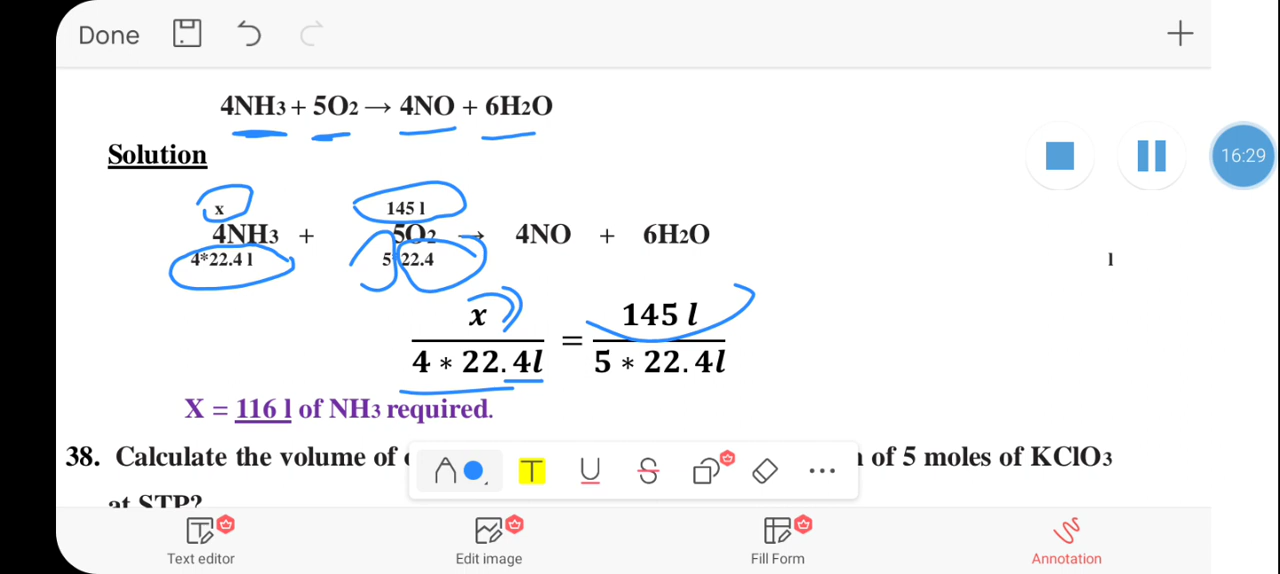 Done
4NH3 + 5O2 → 4NO + 6H2O
Solution
16:29
x 145 l
4NH3 + 5O2 → 4NO + 6H2O
4*22.4 l 5*22.4 l
x / 4 * 22.4l = 145 l / 5 * 22.4l
X = 116 l of NH3 required.
38. Calculate the volume of of 5 moles of KClO3
at STP?
T U S
Text editor Edit image Fill Form Annotation